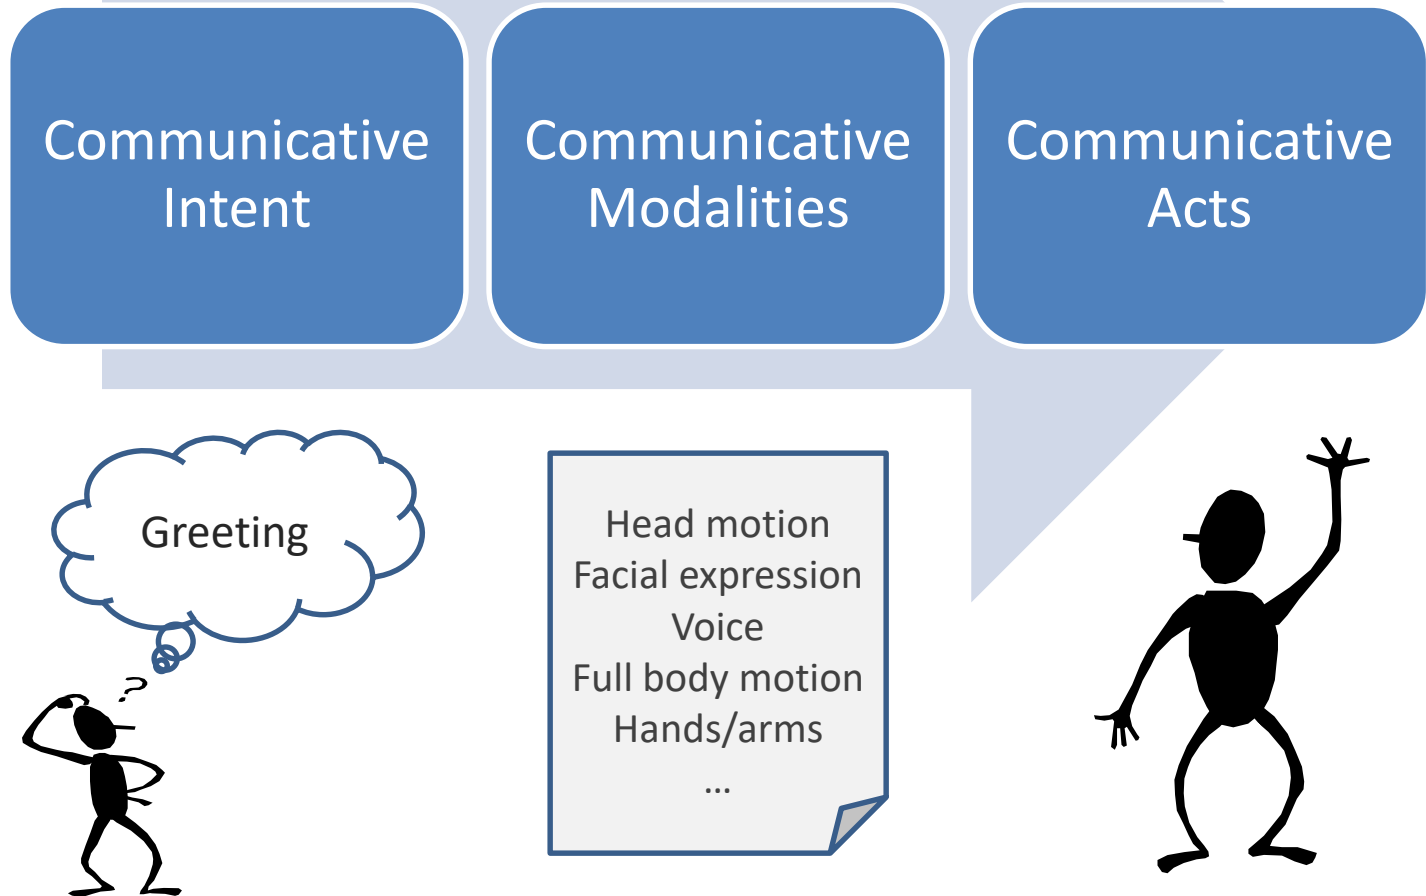 Communicative
Intent
Communicative
Modalities
Communicative
Acts
Greeting
?
Head motion
Facial expression
Voice
Full body motion
Hands/arms
...